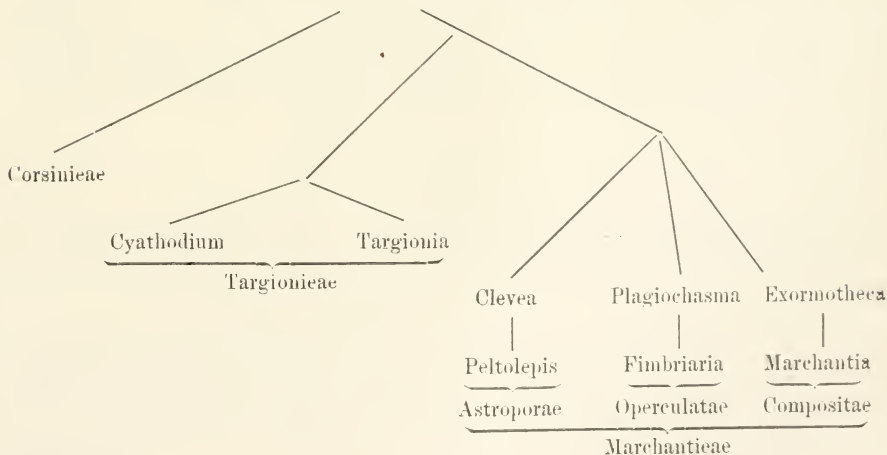 Corsinieae
Cyathodium Targionia
Targionieae
Clevea Plagiochasma Exormotheca
Peltolepis Fimbriaria Marchantia
Astroporae Operculatae Compositae
Marchantieae